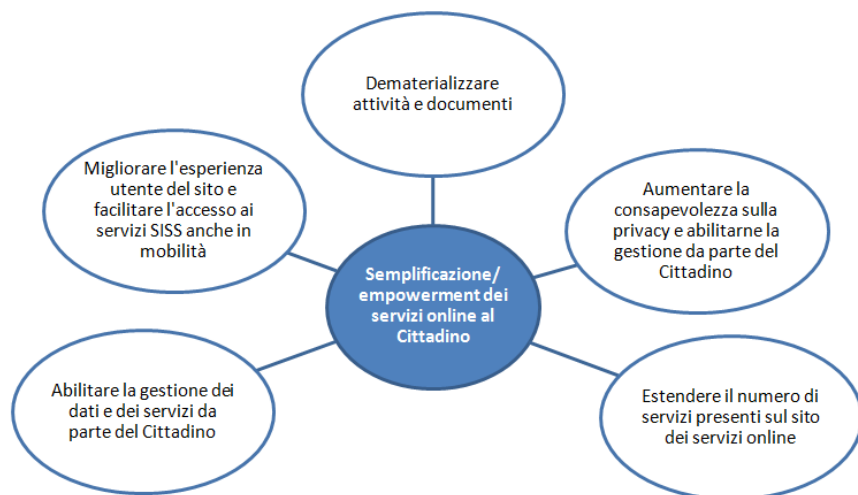 Dematerializzare
attività e documenti
Migliorare l'esperienza
utente del sito e
facilitare l'accesso ai
servizi SISS anche in
mobilità
Aumentare la
consapevolezza sulla
privacy e abilitarne la
gestione da parte del
Cittadino
Semplificazione/
empowerment dei
servizi online al
Cittadino
Abilitare la gestione dei
dati e dei servizi da
parte del Cittadino
Estendere il numero di
servizi presenti sul sito
dei servizi online